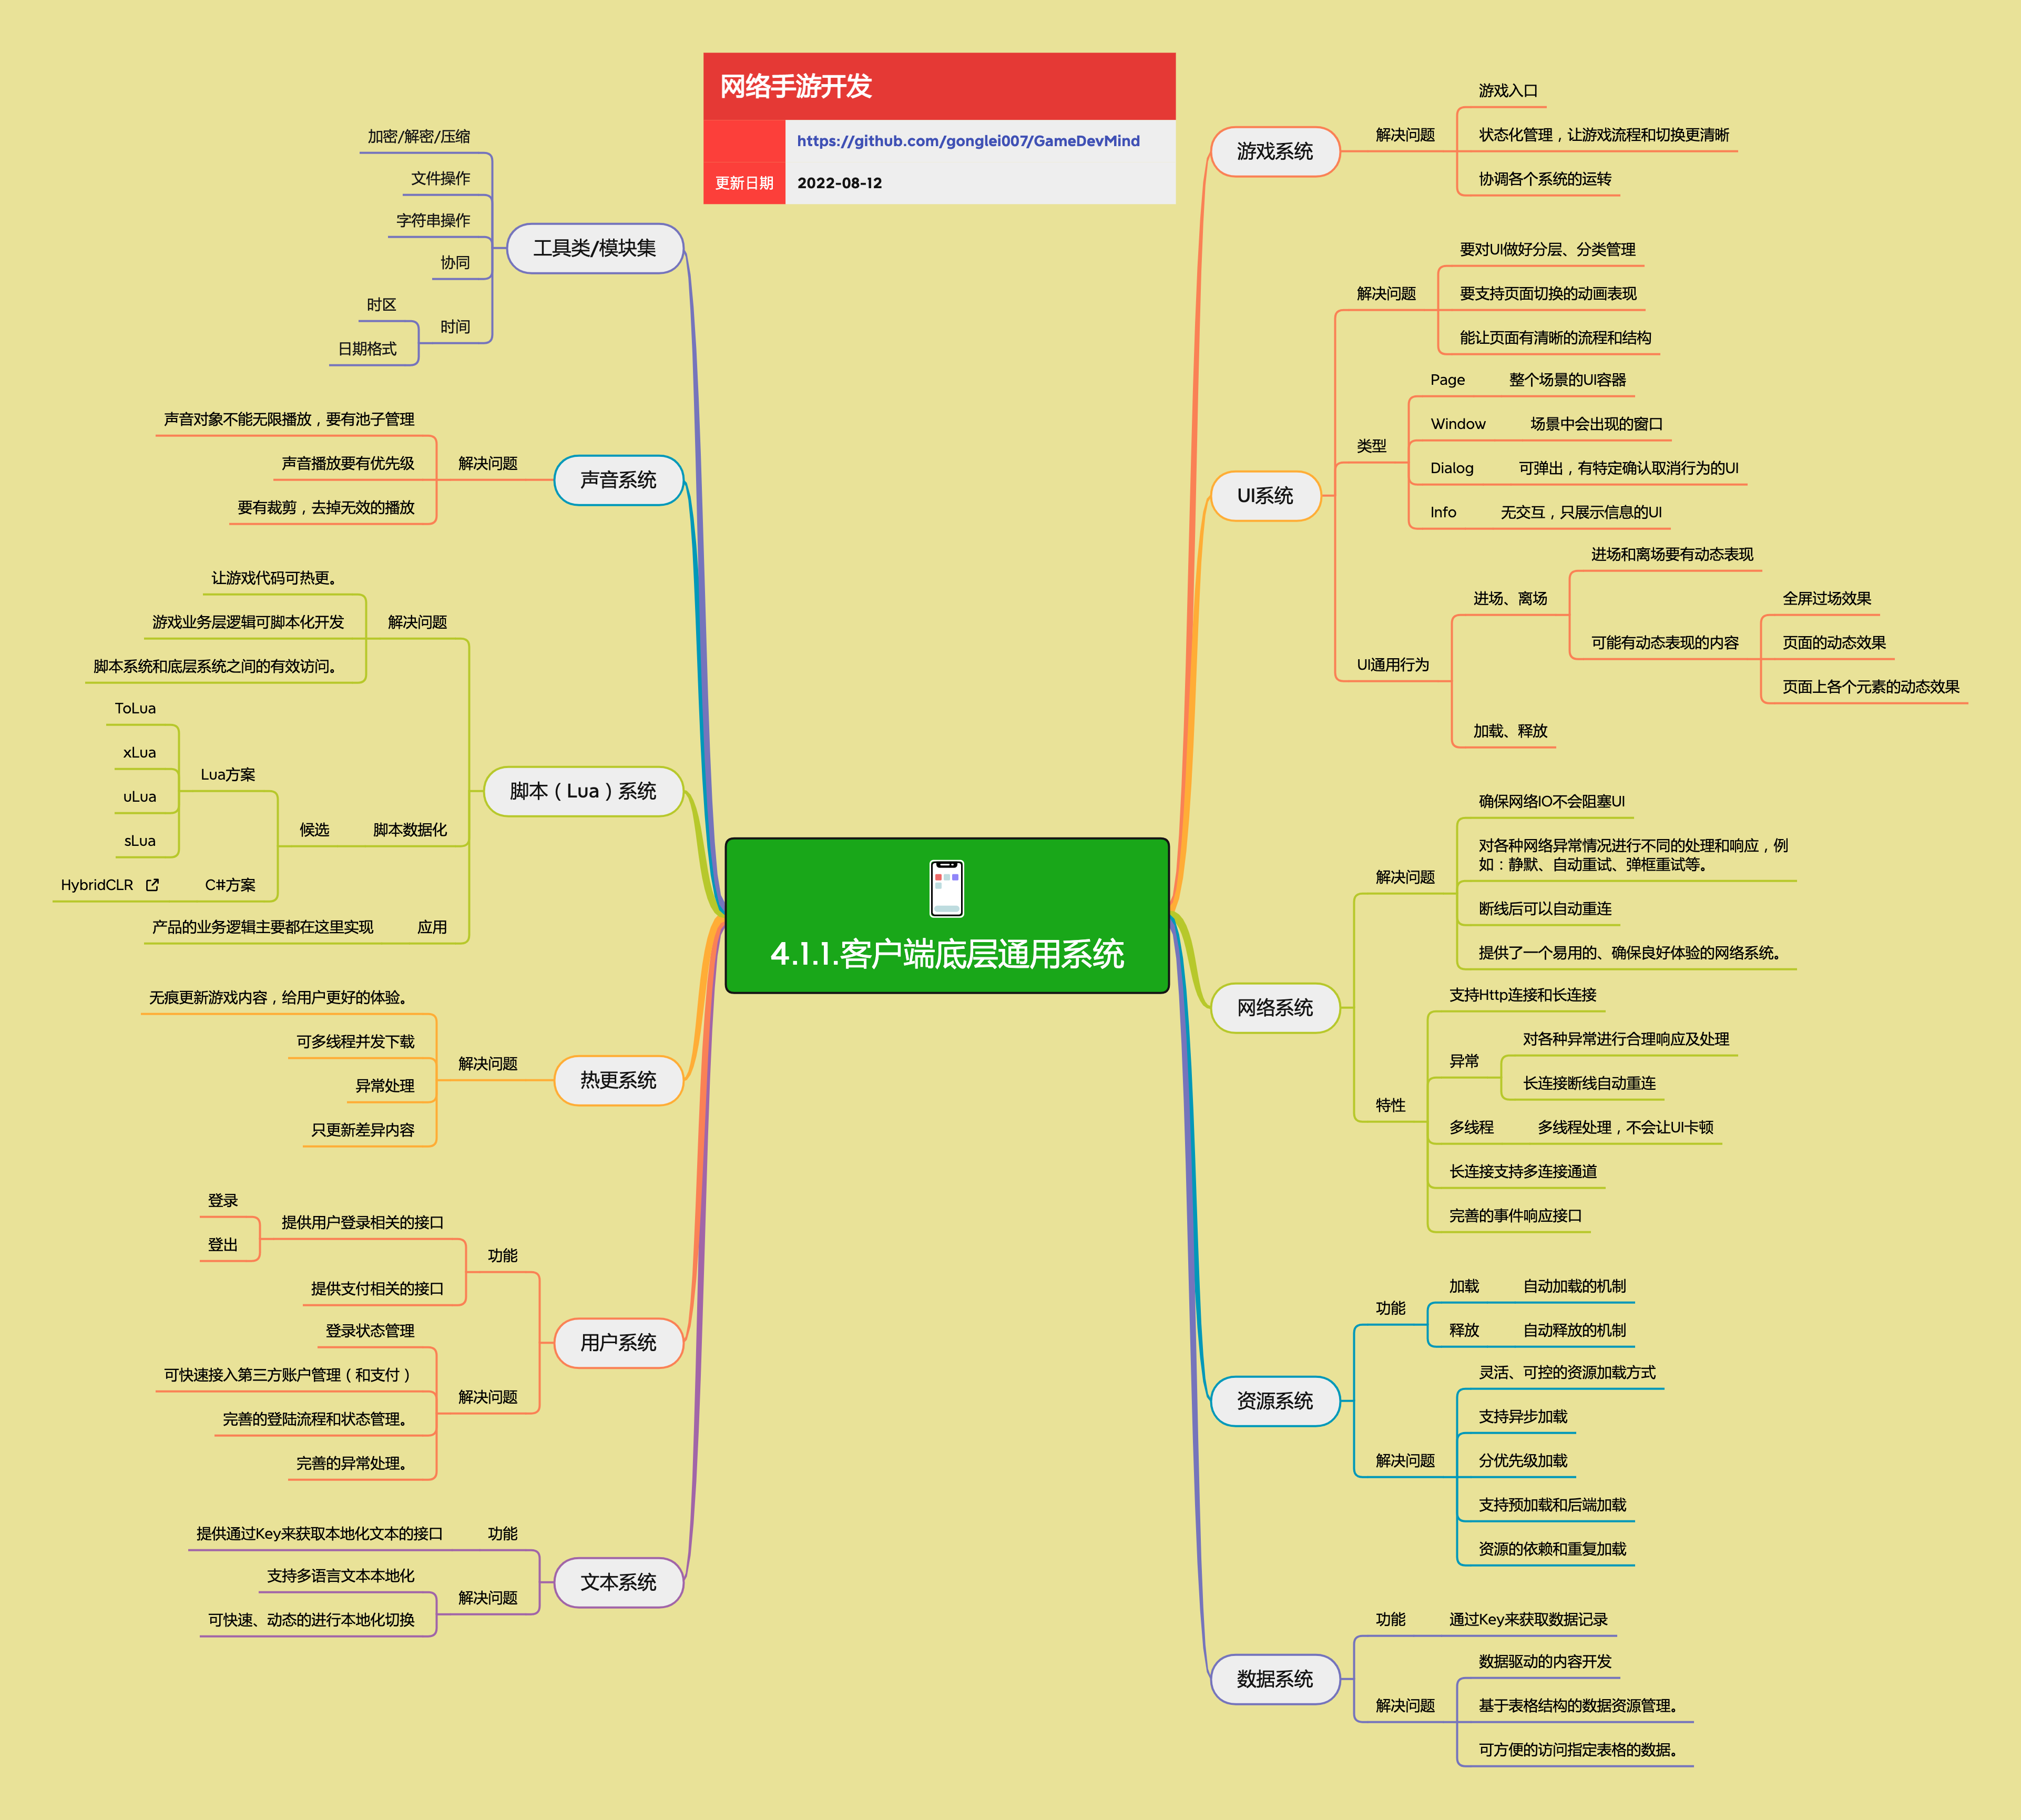 网络手游开发
https://github.com/gonglei007/GameDevMind
更新日期
2022-08-12
4.1.1.客户端底层通用系统
游戏系统
解决问题
游戏入口
状态化管理，让游戏流程和切换更清晰
协调各个系统的运转
UI系统
解决问题
要对UI做好分层、分类管理
要支持页面切换的动画表现
能让页面有清晰的流程和结构
类型
Page
整个场景的UI容器
Window
场景中会出现的窗口
Dialog
可弹出，有特定确认取消行为的UI
Info
无交互，只展示信息的UI
UI通用行为
进场、离场
进场和离场要有动态表现
可能有动态表现的内容
全屏过场效果
页面的动态效果
页面上各个元素的动态效果
加载、释放
网络系统
解决问题
确保网络IO不会阻塞UI
对各种网络异常情况进行不同的处理和响应，例
如：静默、自动重试、弹框重试等。
断线后可以自动重连
提供了一个易用的、确保良好体验的网络系统。
特性
支持Http连接和长连接
异常
对各种异常进行合理响应及处理
长连接断线自动重连
多线程
多线程处理，不会让UI卡顿
长连接支持多连接通道
完善的事件响应接口
资源系统
功能
加载
自动加载的机制
释放
自动释放的机制
解决问题
灵活、可控的资源加载方式
支持异步加载
分优先级加载
支持预加载和后端加载
资源的依赖和重复加载
数据系统
功能
通过Key来获取数据记录
解决问题
数据驱动的内容开发
基于表格结构的数据资源管理。
可方便的访问指定表格的数据。
工具类/模块集
加密/解密/压缩
文件操作
字符串操作
协同
时间
时区
日期格式
声音系统
解决问题
声音对象不能无限播放，要有池子管理
声音播放要有优先级
要有裁剪，去掉无效的播放
脚本（Lua）系统
解决问题
让游戏代码可热更。
游戏业务层逻辑可脚本化开发
脚本系统和底层系统之间的有效访问。
脚本数据化
候选
Lua方案
ToLua
xLua
uLua
sLua
C#方案
HybridCLR
应用
产品的业务逻辑主要都在这里实现
热更系统
解决问题
无痕更新游戏内容，给用户更好的体验。
可多线程并发下载
异常处理
只更新差异内容
用户系统
功能
提供用户登录相关的接口
登录
登出
提供支付相关的接口
解决问题
登录状态管理
可快速接入第三方账户管理（和支付）
完善的登陆流程和状态管理。
完善的异常处理。
文本系统
功能
提供通过Key来获取本地化文本的接口
解决问题
支持多语言文本本地化
可快速、动态的进行本地化切换